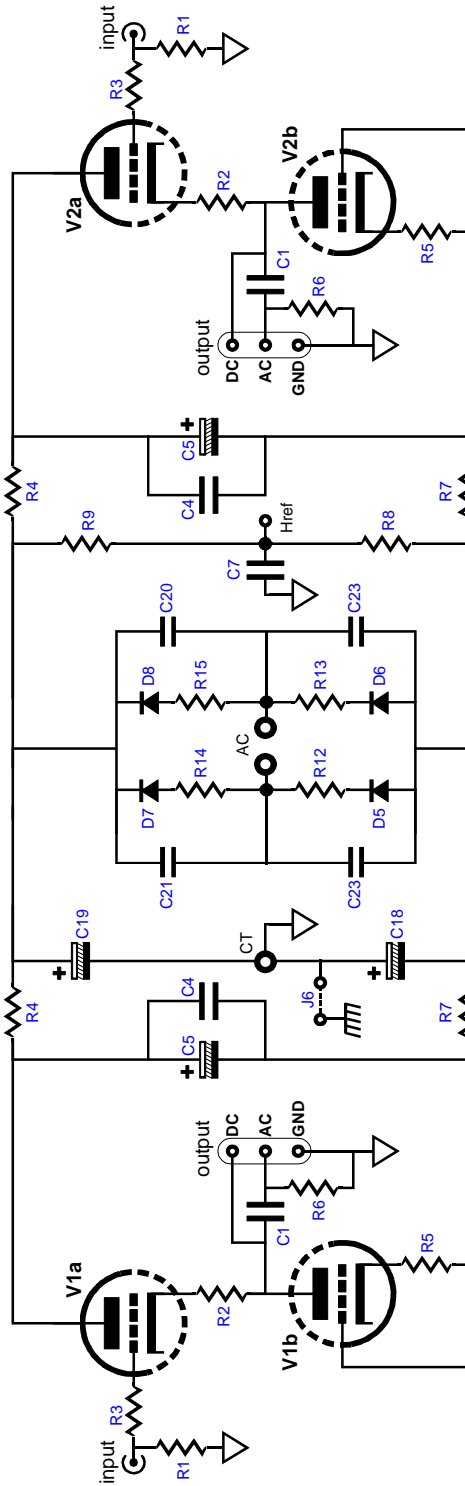 R4
R4
V1a
+
C19
V2a
R3
R3
input
input
R9
D7
D8
C21
C20
R1
R1
+
C5
C4
C4
+
C5
R14
R15
output
output
R2
R2
DC
DC
CT
AC
C7
AC
AC
Href
C1
C1
V1b
V2b
GND
GND
J6
R6
R12
R13
R6
C23
C23
+
C18
D5
D6
R8
R5
R5
R7
R7